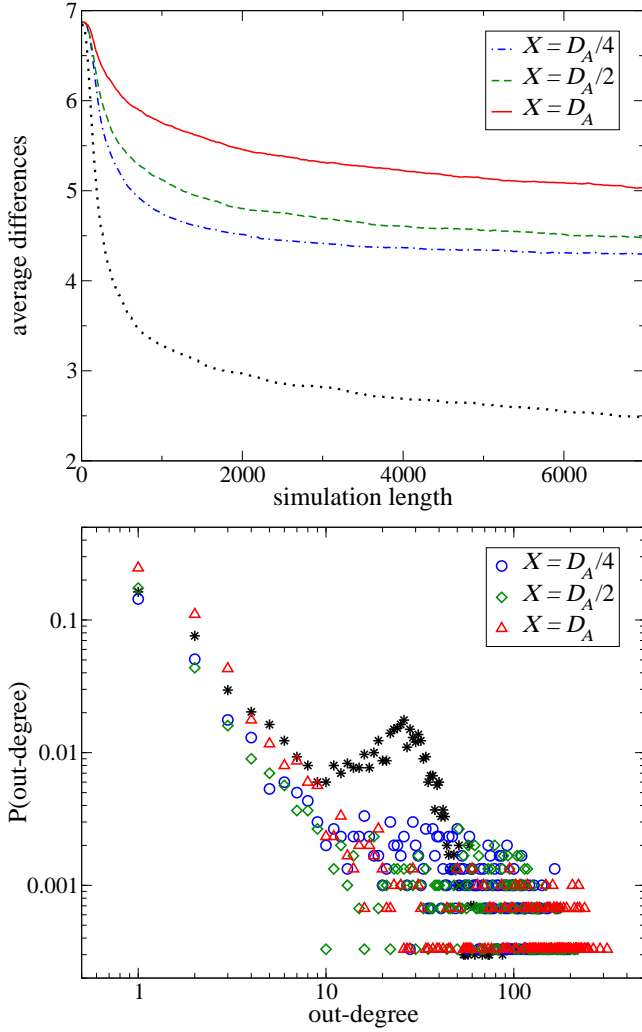 7
6
5
4
3
2
average differences
X = D_A/4
X = D_A/2
X = D_A
0 2000 4000 6000
simulation length
0.1
0.01
0.001
P(out-degree)
X = D_A/4
X = D_A/2
X = D_A
1 10 100
out-degree